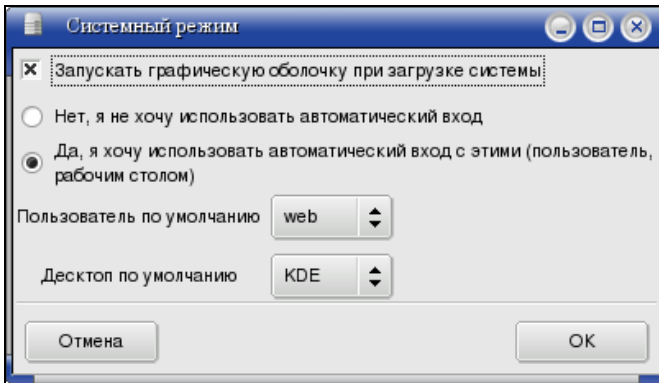 Системный режим
Запускать графическую оболочку при загрузке системы
Нет, я не хочу использовать автоматический вход
Да, я хочу использовать автоматический вход с этими (пользователь,
рабочим столом)
Пользователь по умолчанию web
Десктоп по умолчанию KDE
Отмена OK